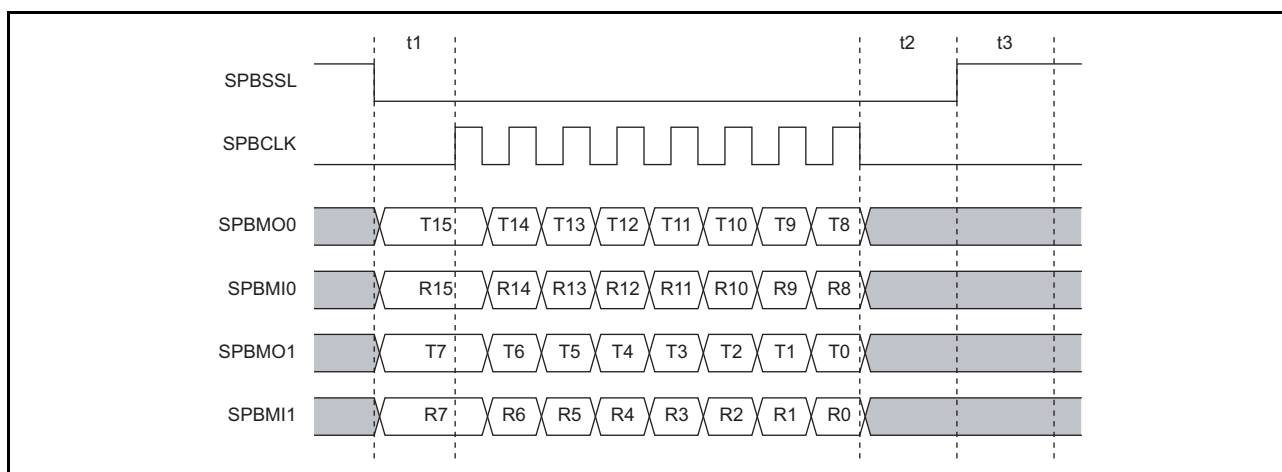 t1 t2 t3
SPBSSL
SPBCLK
SPBMO0 T15 T14 T13 T12 T11 T10 T9 T8
SPBMI0 R15 R14 R13 R12 R11 R10 R9 R8
SPBMO1 T7 T6 T5 T4 T3 T2 T1 T0
SPBMI1 R7 R6 R5 R4 R3 R2 R1 R0